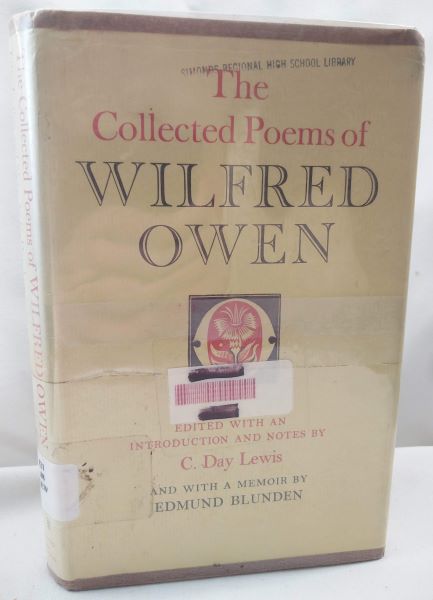 SIMONDS REGIONAL HIGH SCHOOL LIBRARY
The
Collected Poems of
WILFRED
OWEN
EDITED WITH AN
INTRODUCTION AND NOTES BY
C. Day Lewis
AND WITH A MEMOIR BY
EDMUND BLUNDEN
The Collected Poems of WILFRED OWEN